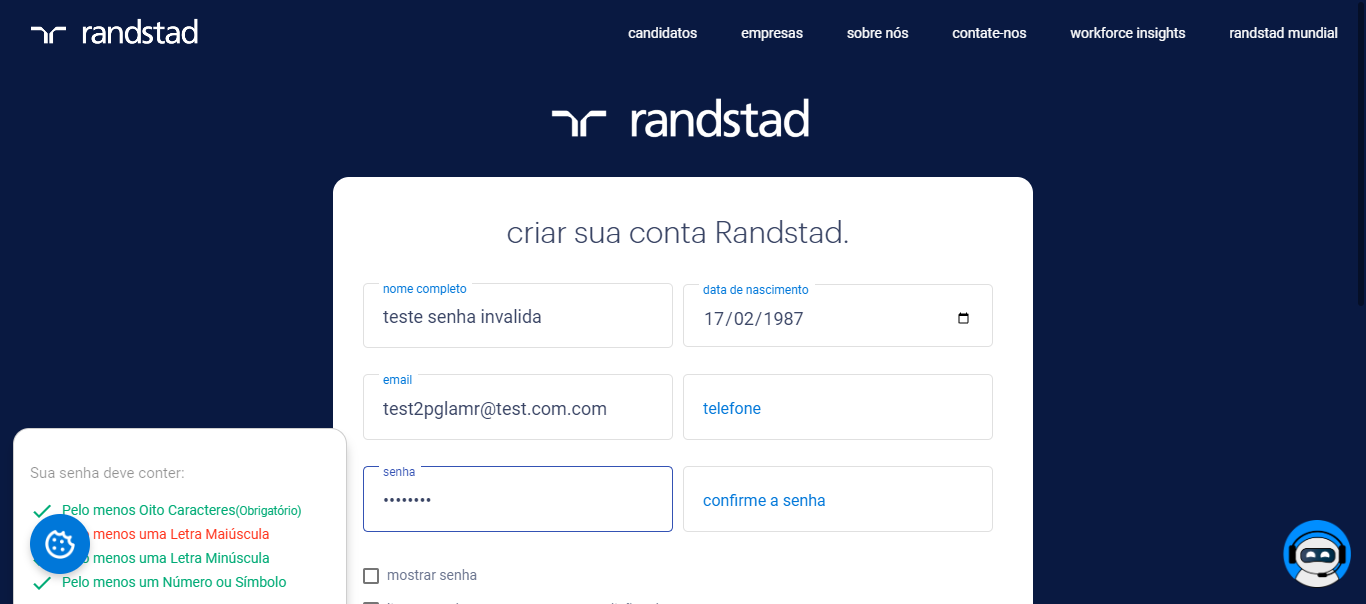 randstad
candidatos empresas sobre nós contate-nos workforce insights randstad mundial
randstad
criar sua conta Randstad.
nome completo
teste senha invalida
data de nascimento
17/02/1987
email
test2pglamr@test.com.com
telefone
senha
••••••••
confirme a senha
mostrar senha
Sua senha deve conter:
Pelo menos Oito Caracteres(Obrigatório)
menos uma Letra Maiúscula
menos uma Letra Minúscula
Pelo menos um Número ou Símbolo